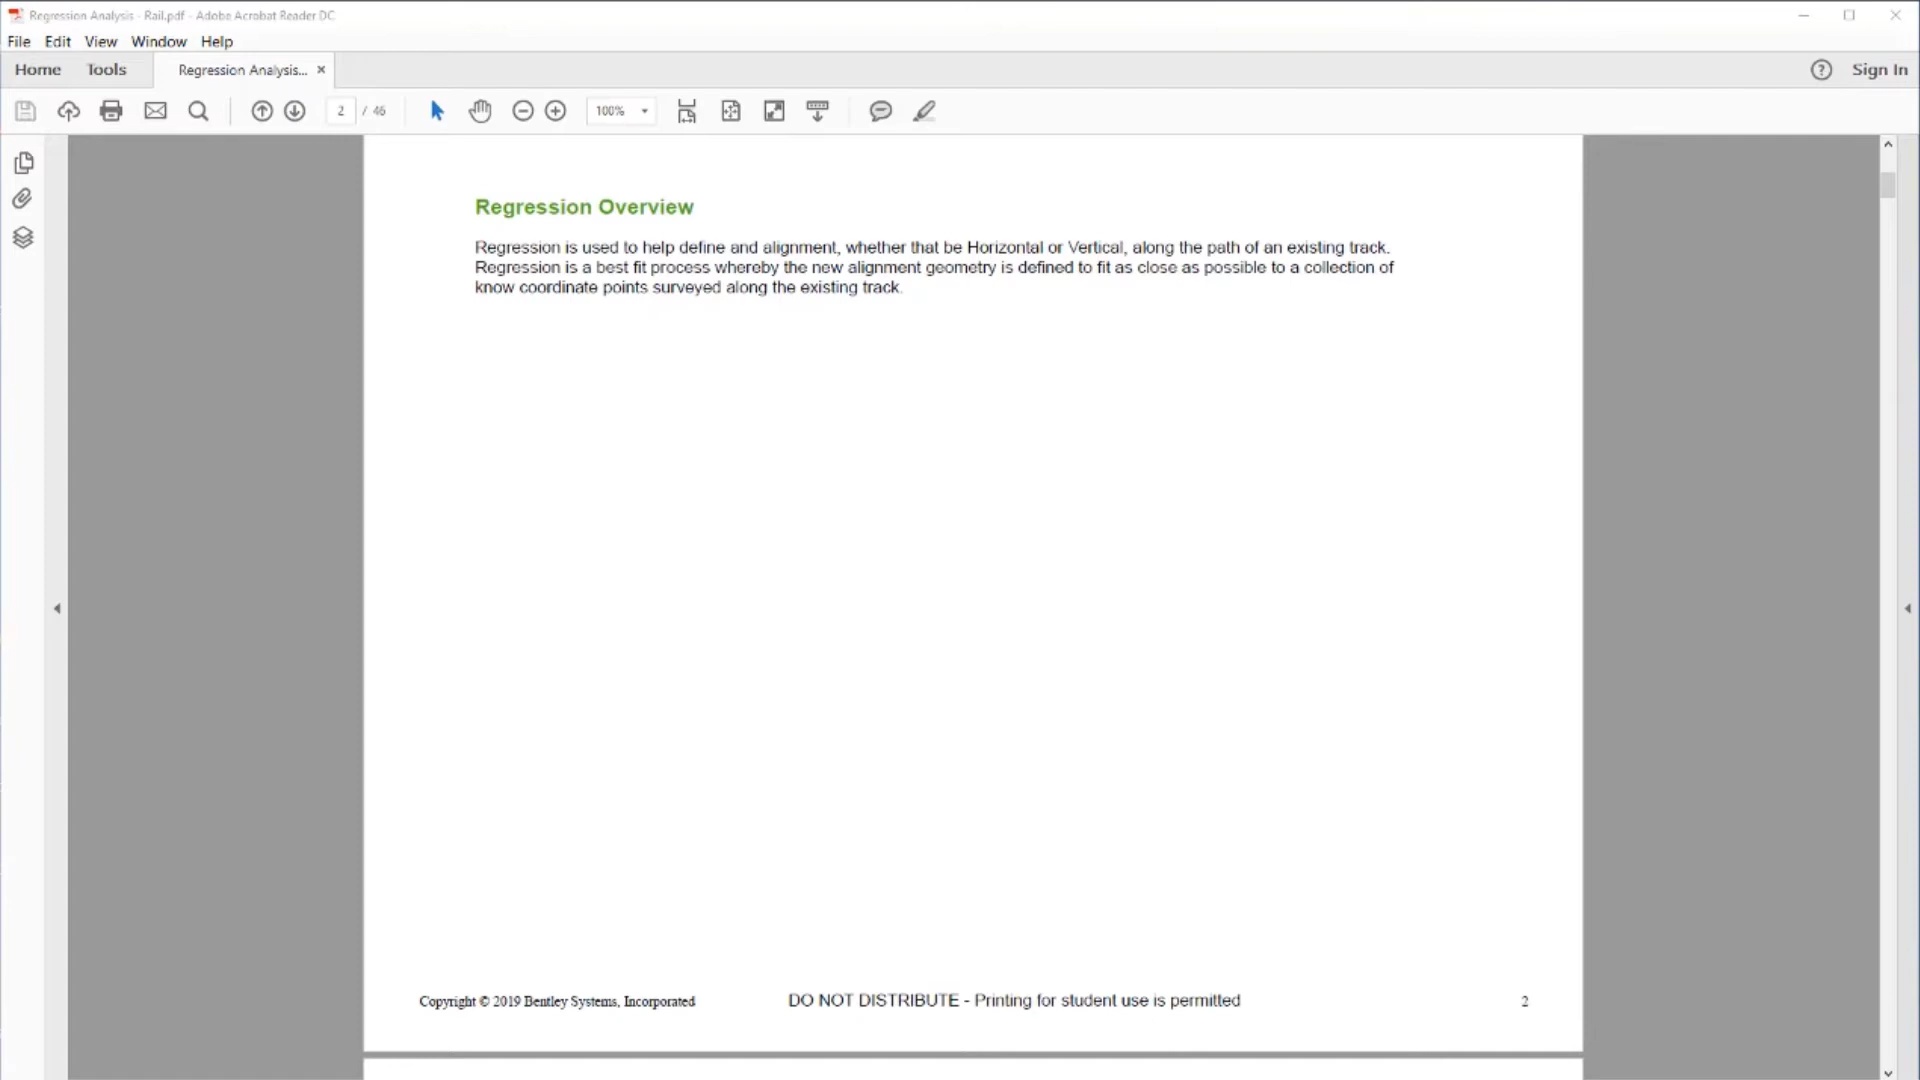 Regression Analysis - Rail.pdf - Adobe Acrobat Reader DC
File Edit View Window Help
Home Tools Regression Analysis... × Sign In
2 / 46 100%
Regression Overview
Regression is used to help define and alignment, whether that be Horizontal or Vertical, along the path of an existing track.
Regression is a best fit process whereby the new alignment geometry is defined to fit as close as possible to a collection of
know coordinate points surveyed along the existing track.
Copyright © 2019 Bentley Systems, Incorporated DO NOT DISTRIBUTE - Printing for student use is permitted 2